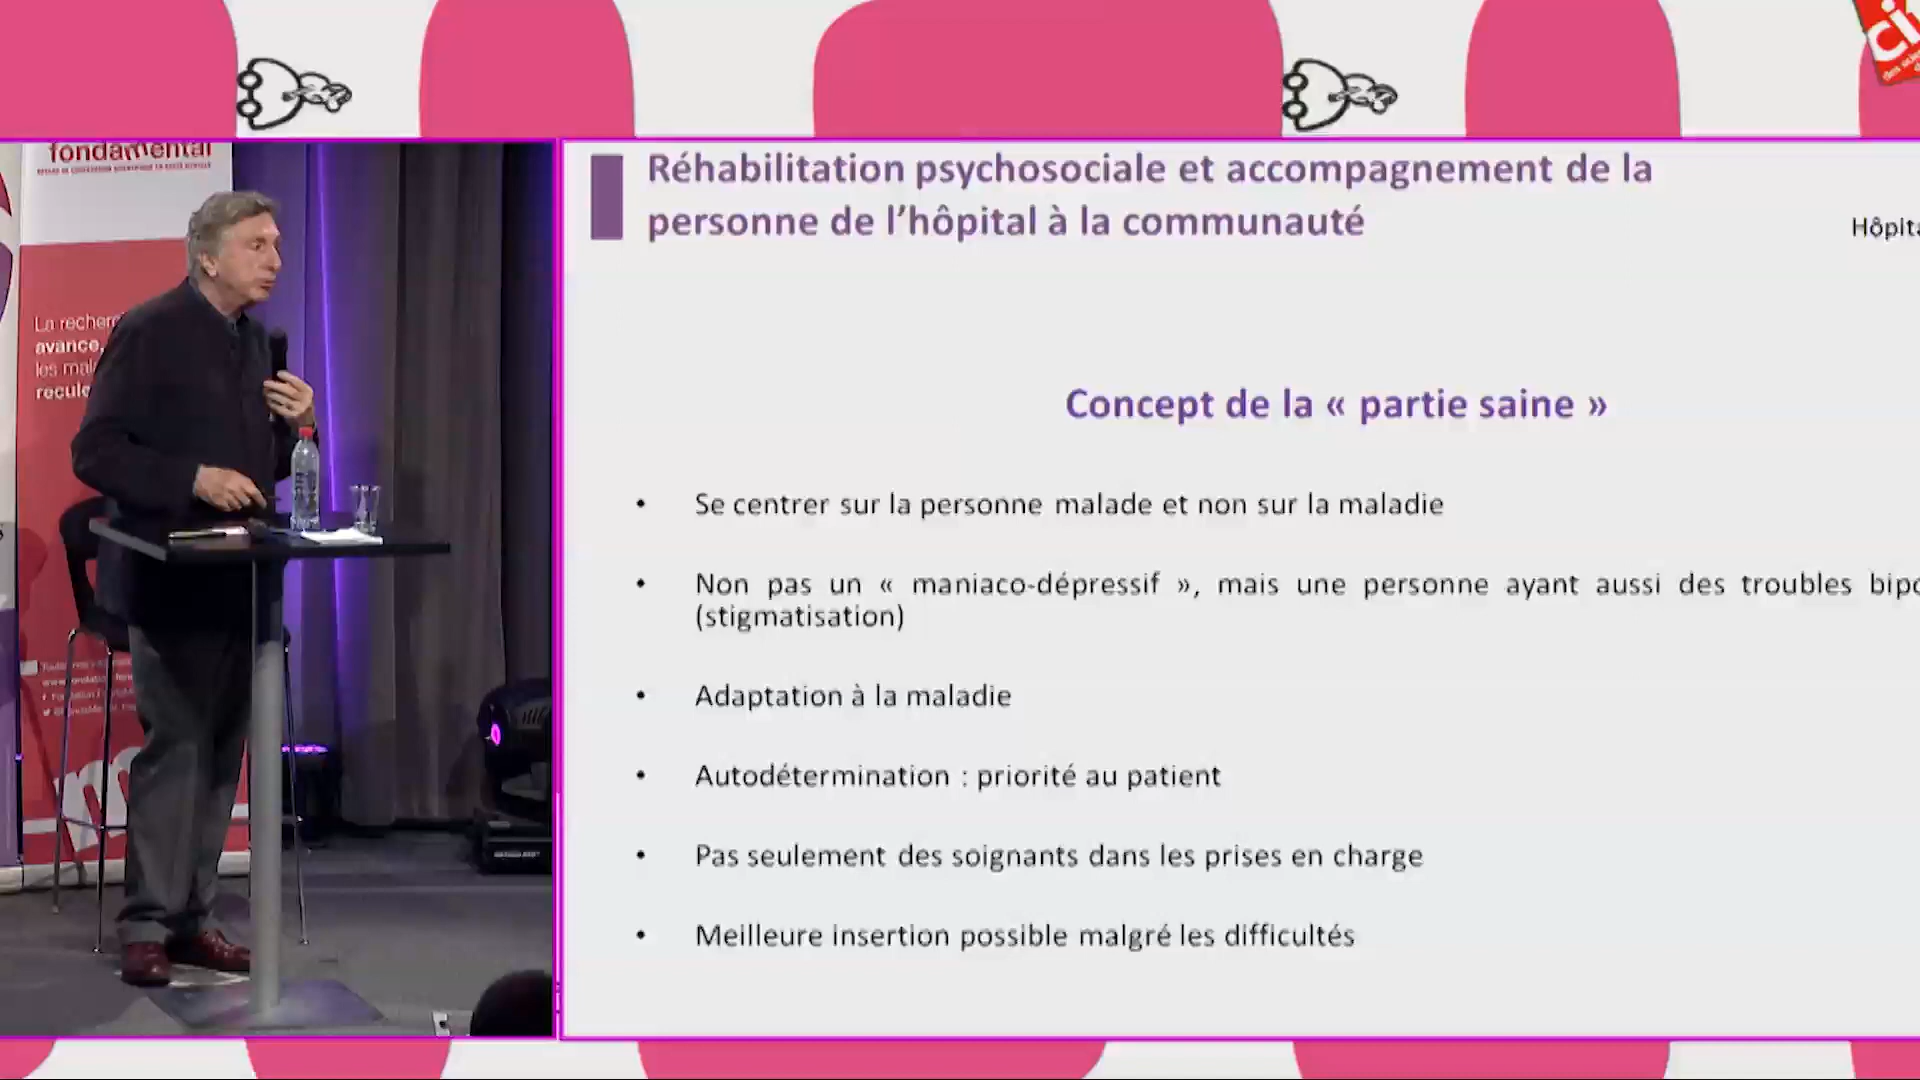 fondamental
La recherche
avance,
les mal
recule
Réhabilitation psychosociale et accompagnement de la
personne de l’hôpital à la communauté
Hôpita
Concept de la « partie saine »
• Se centrer sur la personne malade et non sur la maladie
• Non pas un « maniaco-dépressif », mais une personne ayant aussi des troubles bipo
(stigmatisation)
• Adaptation à la maladie
• Autodétermination : priorité au patient
• Pas seulement des soignants dans les prises en charge
• Meilleure insertion possible malgré les difficultés